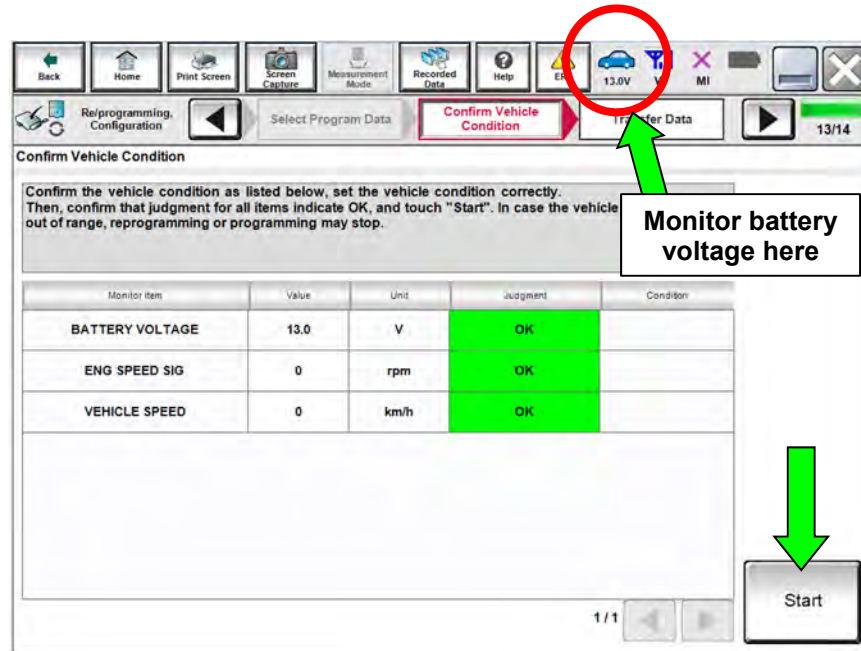 Back
Home
Print Screen
Screen
Capture
Measurement
Mode
Recorded
Data
Help
13.0V
MI
Re/programming,
Configuration
Select Program Data
Confirm Vehicle
Condition
Transfer Data
13/14
Confirm Vehicle Condition
Confirm the vehicle condition as listed below, set the vehicle condition correctly.
Then, confirm that judgment for all items indicate OK, and touch "Start". In case the vehicle
out of range, reprogramming or programming may stop.
Monitor battery
voltage here
Monitor Item Value Unit Judgment Condition
BATTERY VOLTAGE 13.0 V OK
ENG SPEED SIG 0 rpm OK
VEHICLE SPEED 0 km/h OK
1/1
Start